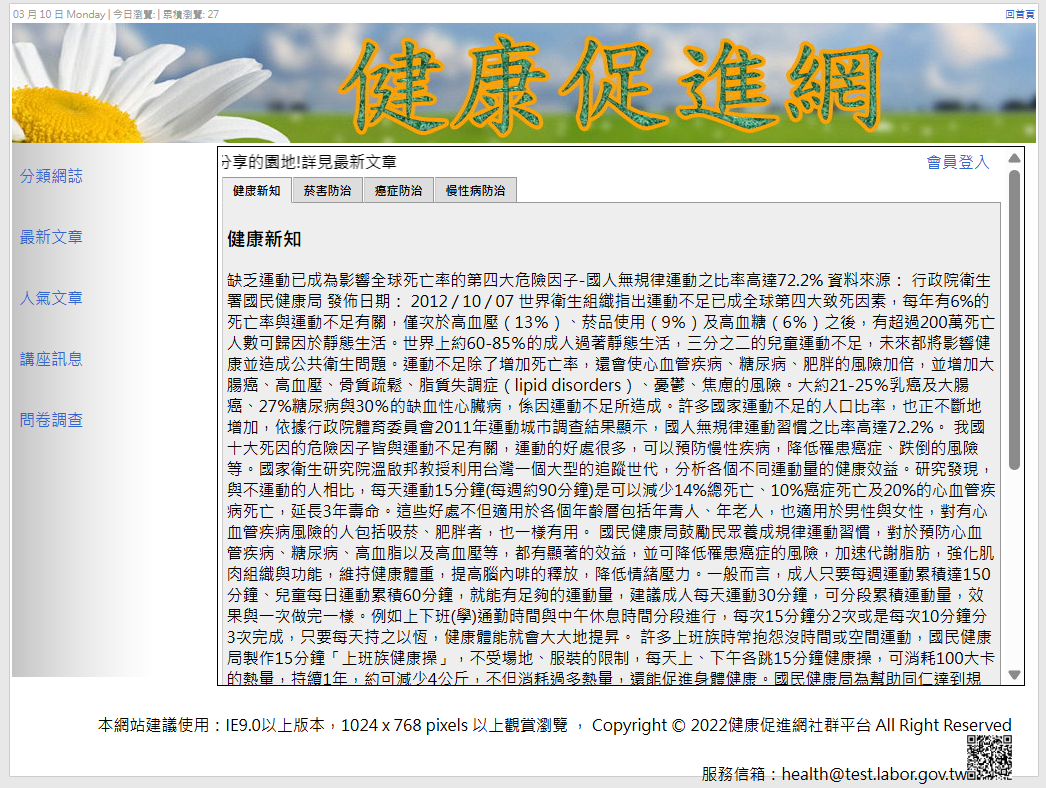 03 月 10 日 Monday | 今日瀏覽: | 累積瀏覽: 27
回首頁
健康促進網
分類網誌
最新文章
人氣文章
講座訊息
問卷調查
分享的園地!詳見最新文章
會員登入
健康新知 菸害防治 癌症防治 慢性病防治
健康新知
缺乏運動已成為影響全球死亡率的第四大危險因子-國人無規律運動之比率高達72.2% 資料來源： 行政院衛生
署國民健康局 發佈日期： 2012 / 10 / 07 世界衛生組織指出運動不足已成全球第四大致死因素，每年有6%的
死亡率與運動不足有關，僅次於高血壓（13%）、菸品使用（9%）及高血糖（6%）之後，有超過200萬死亡
人數可歸因於靜態生活。世界上約60-85%的成人過著靜態生活，三分之二的兒童運動不足，未來都將影響健
康並造成公共衛生問題。運動不足除了增加死亡率，還會使心血管疾病、糖尿病、肥胖的風險加倍，並增加大
腸癌、高血壓、骨質疏鬆、脂質失調症（lipid disorders）、憂鬱、焦慮的風險。大約21-25%乳癌及大腸
癌、27%糖尿病與30%的缺血性心臟病，係因運動不足所造成。許多國家運動不足的人口比率，也正不斷地
增加，依據行政院體育委員會2011年運動城市調查結果顯示，國人無規律運動習慣之比率高達72.2%。 我國
十大死因的危險因子皆與運動不足有關，運動的好處很多，可以預防慢性疾病，降低罹患癌症、跌倒的風險
等。國家衛生研究院溫啟邦教授利用台灣一個大型的追蹤世代，分析各個不同運動量的健康效益。研究發現，
與不運動的人相比，每天運動15分鐘(每週約90分鐘)是可以減少14%總死亡、10%癌症死亡及20%的心血管疾
病死亡，延長3年壽命。這些好處不但適用於各個年齡層包括年青人、年老人，也適用於男性與女性，對有心
血管疾病風險的人包括吸菸、肥胖者，也一樣有用。 國民健康局鼓勵民眾養成規律運動習慣，對於預防心血
管疾病、糖尿病、高血脂以及高血壓等，都有顯著的效益，並可降低罹患癌症的風險，加速代謝脂肪，強化肌
肉組織與功能，維持健康體重，提高腦內啡的釋放，降低情緒壓力。一般而言，成人只要每週運動累積達150
分鐘、兒童每日運動累積60分鐘，就能有足夠的運動量，建議成人每天運動30分鐘，可分段累積運動量，效
果與一次做完一樣。例如上下班(學)通勤時間與中午休息時間分段進行，每次15分鐘分2次或是每次10分鐘分
3次完成，只要每天持之以恆，健康體能就會大大地提昇。 許多上班族時常抱怨沒時間或空間運動，國民健康
局製作15分鐘「上班族健康操」，不受場地、服裝的限制，每天上、下午各跳15分鐘健康操，可消耗100大卡
的熱量，持續1年，約可減少4公斤，不但消耗過多熱量，還能促進身體健康。國民健康局為幫助同仁達到規
本網站建議使用：IE9.0以上版本，1024 x 768 pixels 以上觀賞瀏覽 ， Copyright © 2022健康促進網社群平台 All Right Reserved
服務信箱：health@test.labor.gov.tw